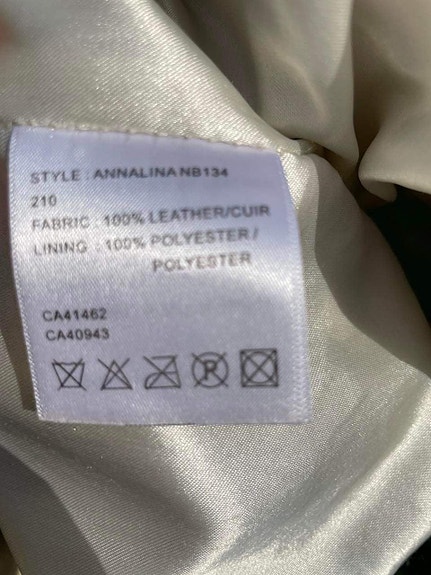 STYLE : ANNALINA NB134
210
FABRIC : 100% LEATHER/CUIR
LINING : 100% POLYESTER /
POLYESTER
CA41462
CA40943
R